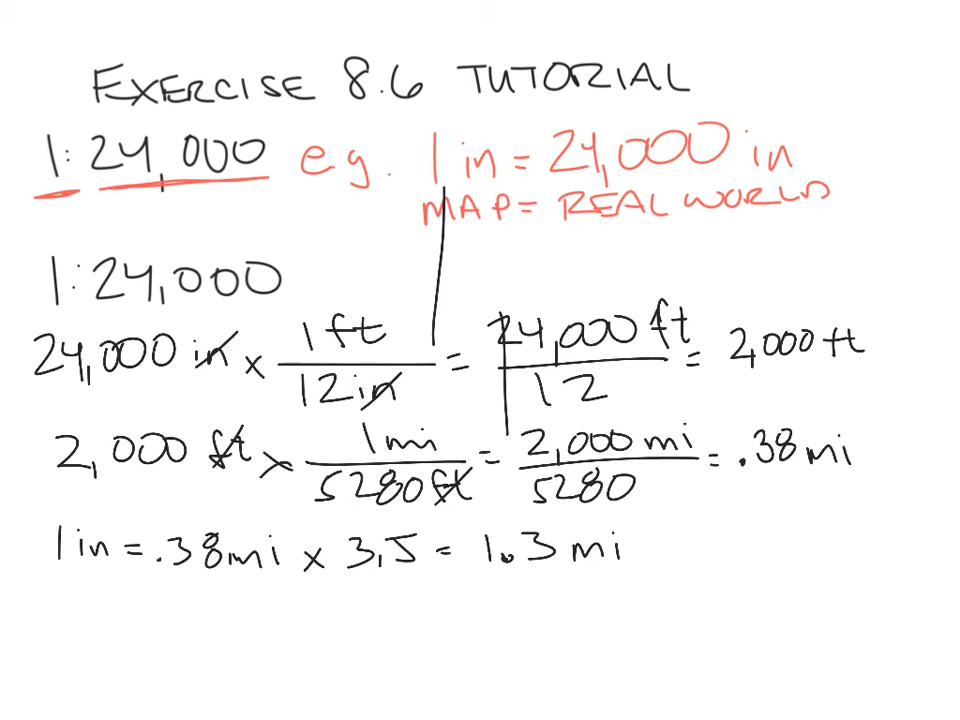 EXERCISE 8.6 TUTORIAL
1:24,000 e.g. 1 in = 24,000 in
MAP = REAL WORLD
1:24,000
24,000 in x 1 ft / 12 in = 24,000 ft / 12 = 2,000 ft
2,000 ft x 1 mi / 5280 ft = 2,000 mi / 5280 = .38 mi
1 in = .38 mi x 3.5 = 1.3 mi